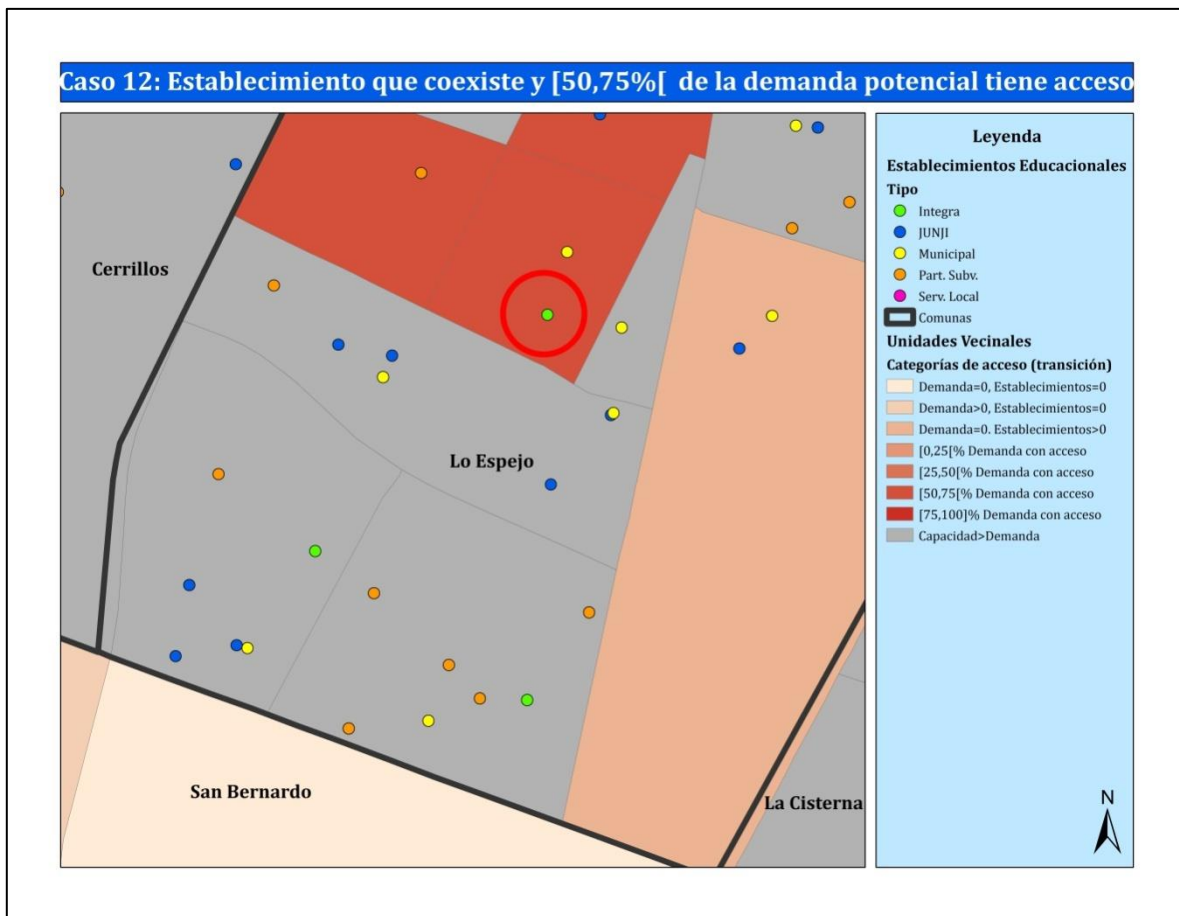 Caso 12: Establecimiento que coexiste y [50,75%[ de la demanda potencial tiene acceso
Cerrillos
Lo Espejo
San Bernardo
La Cisterna
Leyenda
Establecimientos Educacionales
Tipo
Integra
JUNJI
Municipal
Part. Subv.
Serv. Local
Comunas
Unidades Vecinales
Categorías de acceso (transición)
Demanda=0, Establecimientos=0
Demanda>0, Establecimientos=0
Demanda=0. Establecimientos>0
[0,25[% Demanda con acceso
[25,50[% Demanda con acceso
[50,75[% Demanda con acceso
[75,100]% Demanda con acceso
Capacidad>Demanda
N